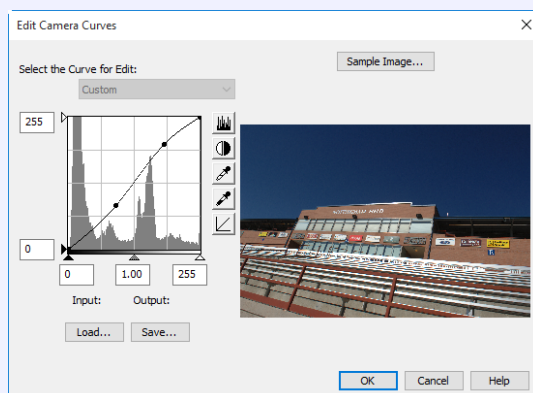 Edit Camera Curves
Sample Image...
Select the Curve for Edit:
Custom
255
0
0 1.00 255
Input: Output:
Load... Save...
OK Cancel Help